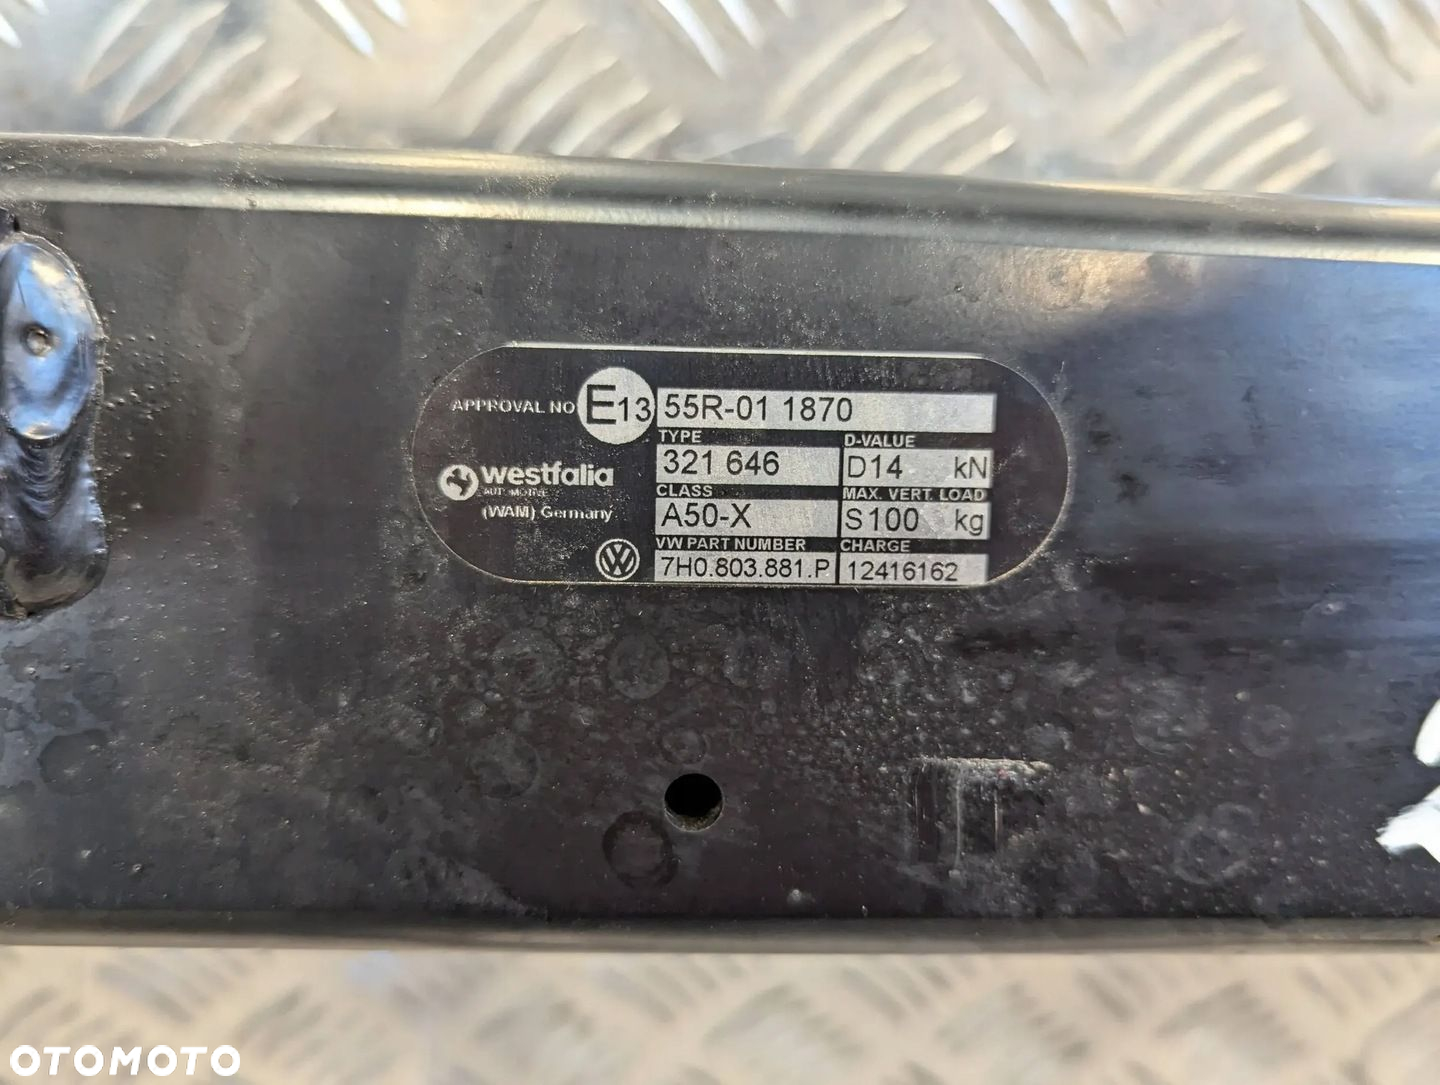 APPROVAL NO E13 55R-01 1870
TYPE D-VALUE
321 646 D14 kN
westfalia
AUTOMOTIVE
(WAM) Germany
CLASS MAX. VERT. LOAD
A50-X S100 kg
VW PART NUMBER CHARGE
7H0.803.881.P 12416162
OTOMOTO